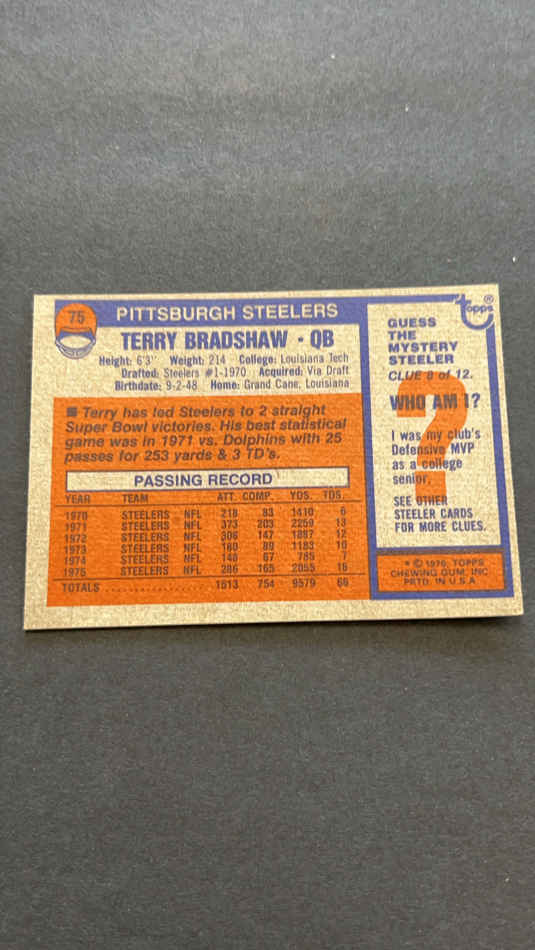 75
PITTSBURGH STEELERS
TERRY BRADSHAW • QB
Height: 6'3" Weight: 214 College: Louisiana Tech
Drafted: Steelers #1-1970 Acquired: Via Draft
Birthdate: 9-2-48 Home: Grand Cane, Louisiana
■ Terry has led Steelers to 2 straight
Super Bowl victories. His best statistical
game was in 1971 vs. Dolphins with 25
passes for 253 yards & 3 TD's.
PASSING RECORD
YEAR TEAM ATT. COMP. YDS. TDS.
1970 STEELERS NFL 218 83 1410 6
1971 STEELERS NFL 373 203 2259 13
1972 STEELERS NFL 308 147 1887 12
1973 STEELERS NFL 180 89 1183 10
1974 STEELERS NFL 148 67 785 7
1975 STEELERS NFL 286 165 2055 18
TOTALS 1513 754 9579 66
topps®
GUESS
THE
MYSTERY
STEELER
CLUE 8 of 12.
WHO AM I?
?
I was my club's
Defensive MVP
as a college
senior.
SEE OTHER
STEELER CARDS
FOR MORE CLUES.
* © 1976, TOPPS
CHEWING GUM, INC.
PRTD. IN U.S.A.